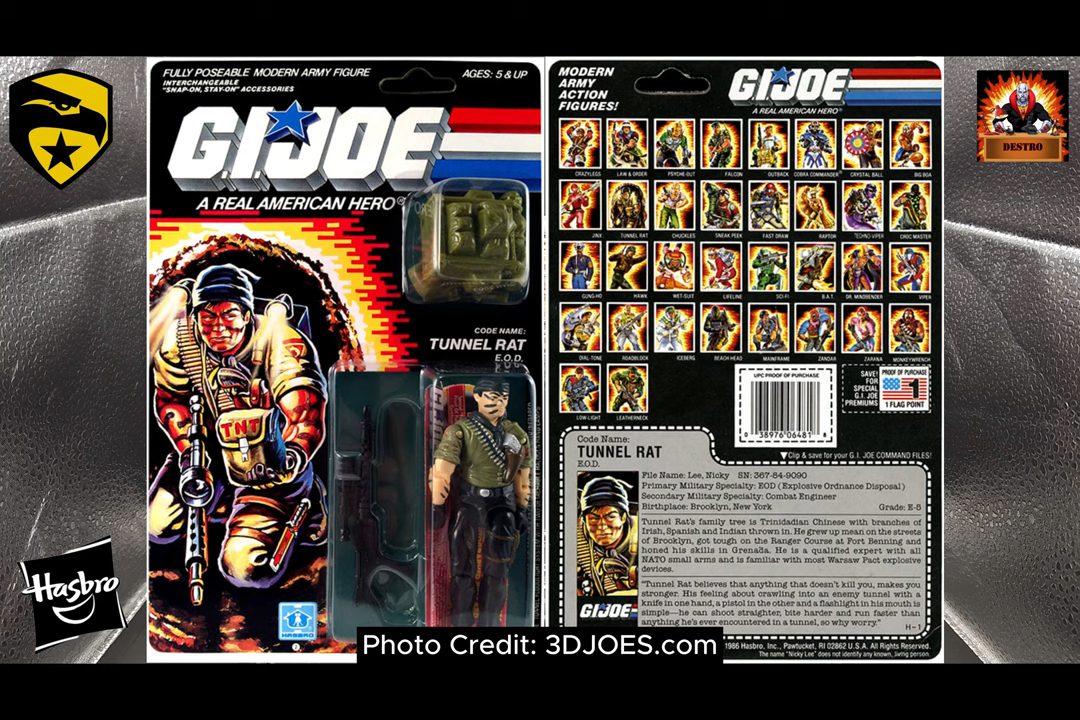 FULLY POSEABLE MODERN ARMY FIGURE
INTERCHANGEABLE
"SNAP-ON, STAY-ON" ACCESSORIES
AGES: 5 & UP
G.I.JOE
A REAL AMERICAN HERO®
CODE NAME:
TUNNEL RAT
E.O.D.
TNT
HASBRO
Hasbro
DESTRO
MODERN
ARMY
ACTION
FIGURES!
G.I.JOE
A REAL AMERICAN HERO®
CRAZYLEGS LAW & ORDER PSYCHE-OUT FALCON OUTBACK COBRA COMMANDER CRYSTAL BALL BIG BOA
JINX TUNNEL RAT CHUCKLES SNEAK PEEK FAST DRAW RAPTOR TECHNO-VIPER CROC MASTER
GUNG-HO HAWK WET-SUIT LIFELINE SCI-FI B.A.T. DR. MINDBENDER VIPER
DIAL-TONE ROADBLOCK ICEBERG BEACH HEAD MAINFRAME ZANDAR ZARANA MONKEYWRENCH
LOW-LIGHT LEATHERNECK
UPC PROOF OF PURCHASE
0 38976 06481 8
SAVE!
FOR
SPECIAL
G.I. JOE
PREMIUMS
PROOF OF PURCHASE
1
1 FLAG POINT
▼Clip & save for your G.I. JOE COMMAND FILES!
Code Name:
TUNNEL RAT
E.O.D.
File Name: Lee, Nicky SN: 367-84-9090
Primary Military Specialty: EOD (Explosive Ordnance Disposal)
Secondary Military Specialty: Combat Engineer
Birthplace: Brooklyn, New York Grade: E-5
Tunnel Rat's family tree is Trinidadian Chinese with branches of
Irish, Spanish and Indian thrown in. He grew up mean on the streets
of Brooklyn, got tough on the Ranger Course at Fort Benning and
honed his skills in Grenada. He is a qualified expert with all
NATO small arms and is familiar with most Warsaw Pact explosive
devices.
"Tunnel Rat believes that anything that doesn't kill you, makes you
stronger. His feeling about crawling into an enemy tunnel with a
knife in one hand, a pistol in the other and a flashlight in his mouth is
simple—he can shoot straighter, bite harder and run faster than
anything he's ever encountered in a tunnel, so why worry."
H-1
G.I.JOE
1986 Hasbro, Inc., Pawtucket, RI 02862 U.S.A. All Rights Reserved.
The name "Nicky Lee" does not identify any known, living person.
Photo Credit: 3DJOES.com